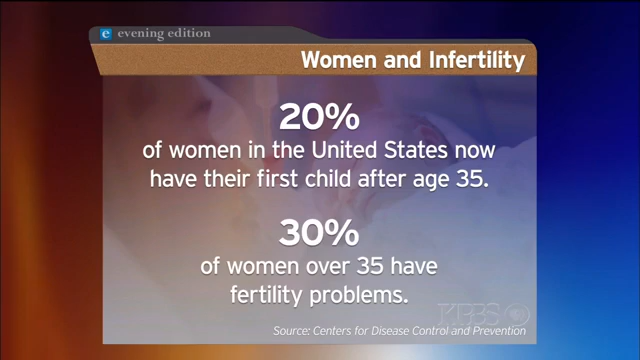 e evening edition
Women and Infertility
20%
of women in the United States now
have their first child after age 35.
30%
of women over 35 have
fertility problems.
KPBS
Source: Centers for Disease Control and Prevention